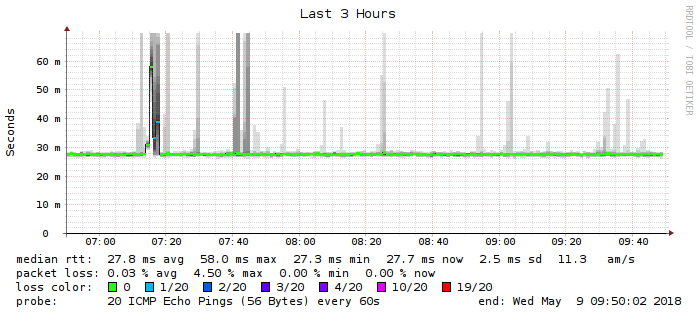 Last 3 Hours
RRDTOOL / TOBI OETIKER
Seconds
60 m
50 m
40 m
30 m
20 m
10 m
0
07:00 07:20 07:40 08:00 08:20 08:40 09:00 09:20 09:40
median rtt: 27.8 ms avg 58.0 ms max 27.3 ms min 27.7 ms now 2.5 ms sd 11.3 am/s
packet loss: 0.03 % avg 4.50 % max 0.00 % min 0.00 % now
loss color: 0 1/20 2/20 3/20 4/20 10/20 19/20
probe: 20 ICMP Echo Pings (56 Bytes) every 60s end: Wed May 9 09:50:02 2018